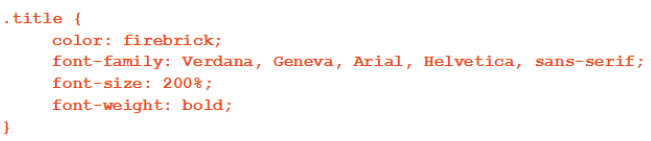 .title {
color: firebrick;
font-family: Verdana, Geneva, Arial, Helvetica, sans-serif;
font-size: 200%;
font-weight: bold;
}